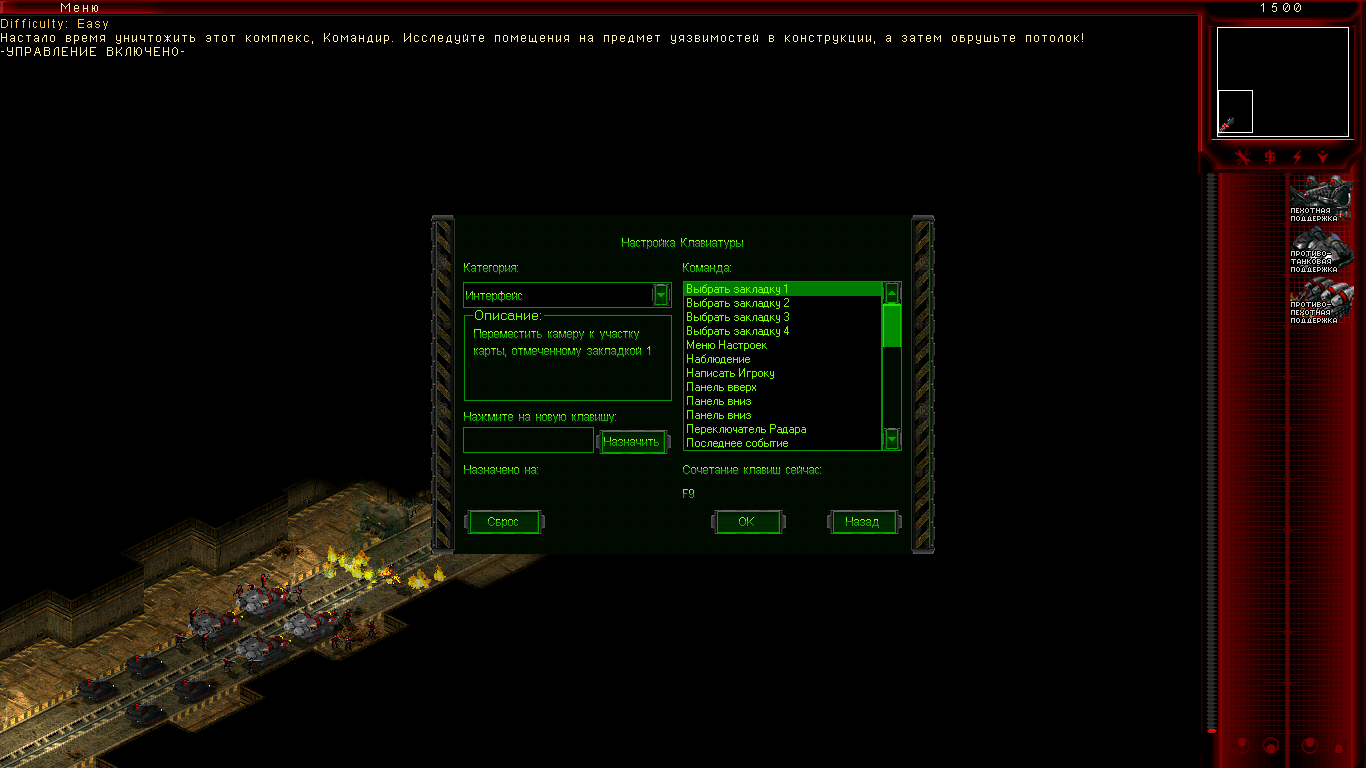 Меню
1500
Difficulty: Easy
Настало время уничтожить этот комплекс, Командир. Исследуйте помещения на предмет уязвимостей в конструкции, а затем обрушьте потолок!
-УПРАВЛЕНИЕ ВКЛЮЧЕНО-
ПЕХОТНАЯ
ПОДДЕРЖКА
ПРОТИВО-
ТАНКОВАЯ
ПОДДЕРЖКА
ПРОТИВО-
ПЕХОТНАЯ
ПОДДЕРЖКА
Настройка Клавиатуры
Категория:
Интерфейс
Описание:
Переместить камеру к участку
карты, отмеченному закладкой 1
Нажмите на новую клавишу:
Назначить
Назначено на:
Команда:
Выбрать закладку 1
Выбрать закладку 2
Выбрать закладку 3
Выбрать закладку 4
Меню Настроек
Наблюдение
Написать Игроку
Панель вверх
Панель вниз
Панель вниз
Переключатель Радара
Последнее событие
Сочетание клавиш сейчас:
F9
Сброс
OK
Назад